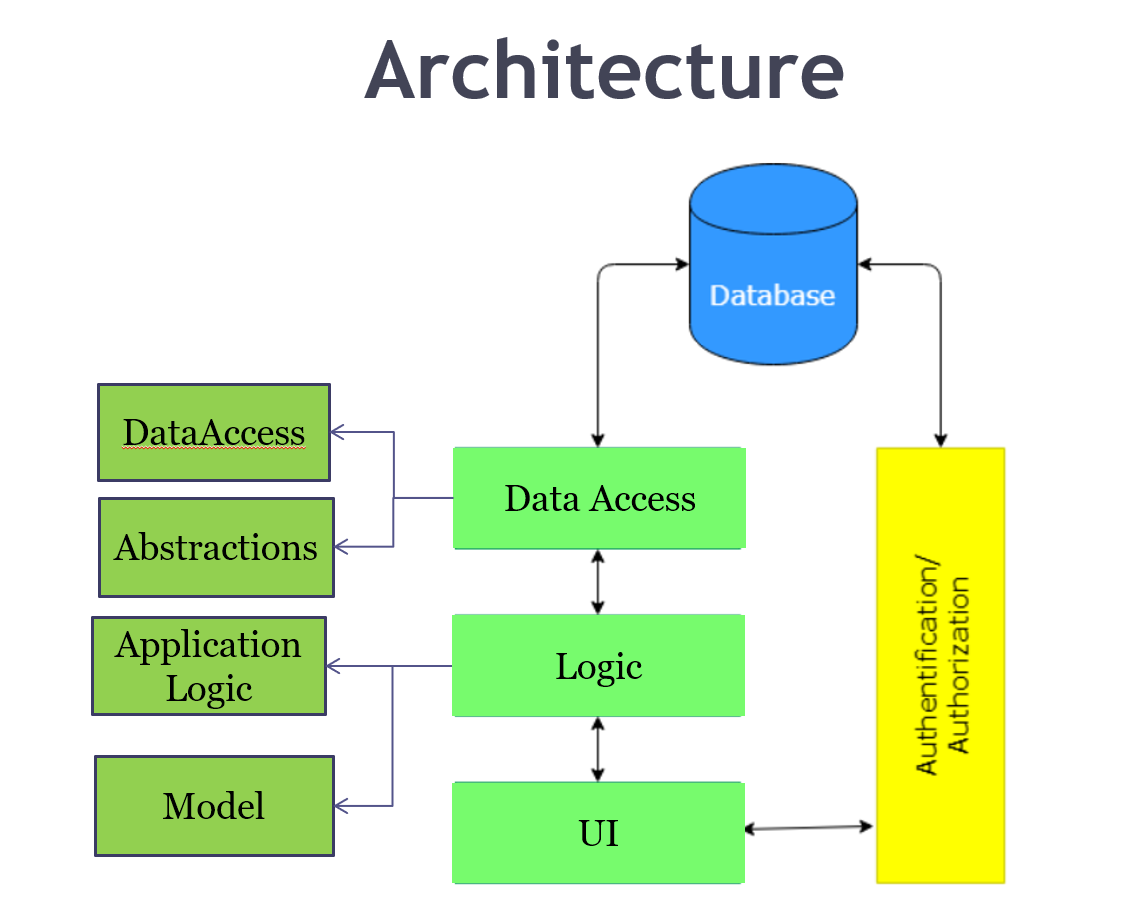 Architecture
Database
DataAccess
Data Access
Abstractions
Application
Logic
Logic
Model
UI
Authentification/
Authorization